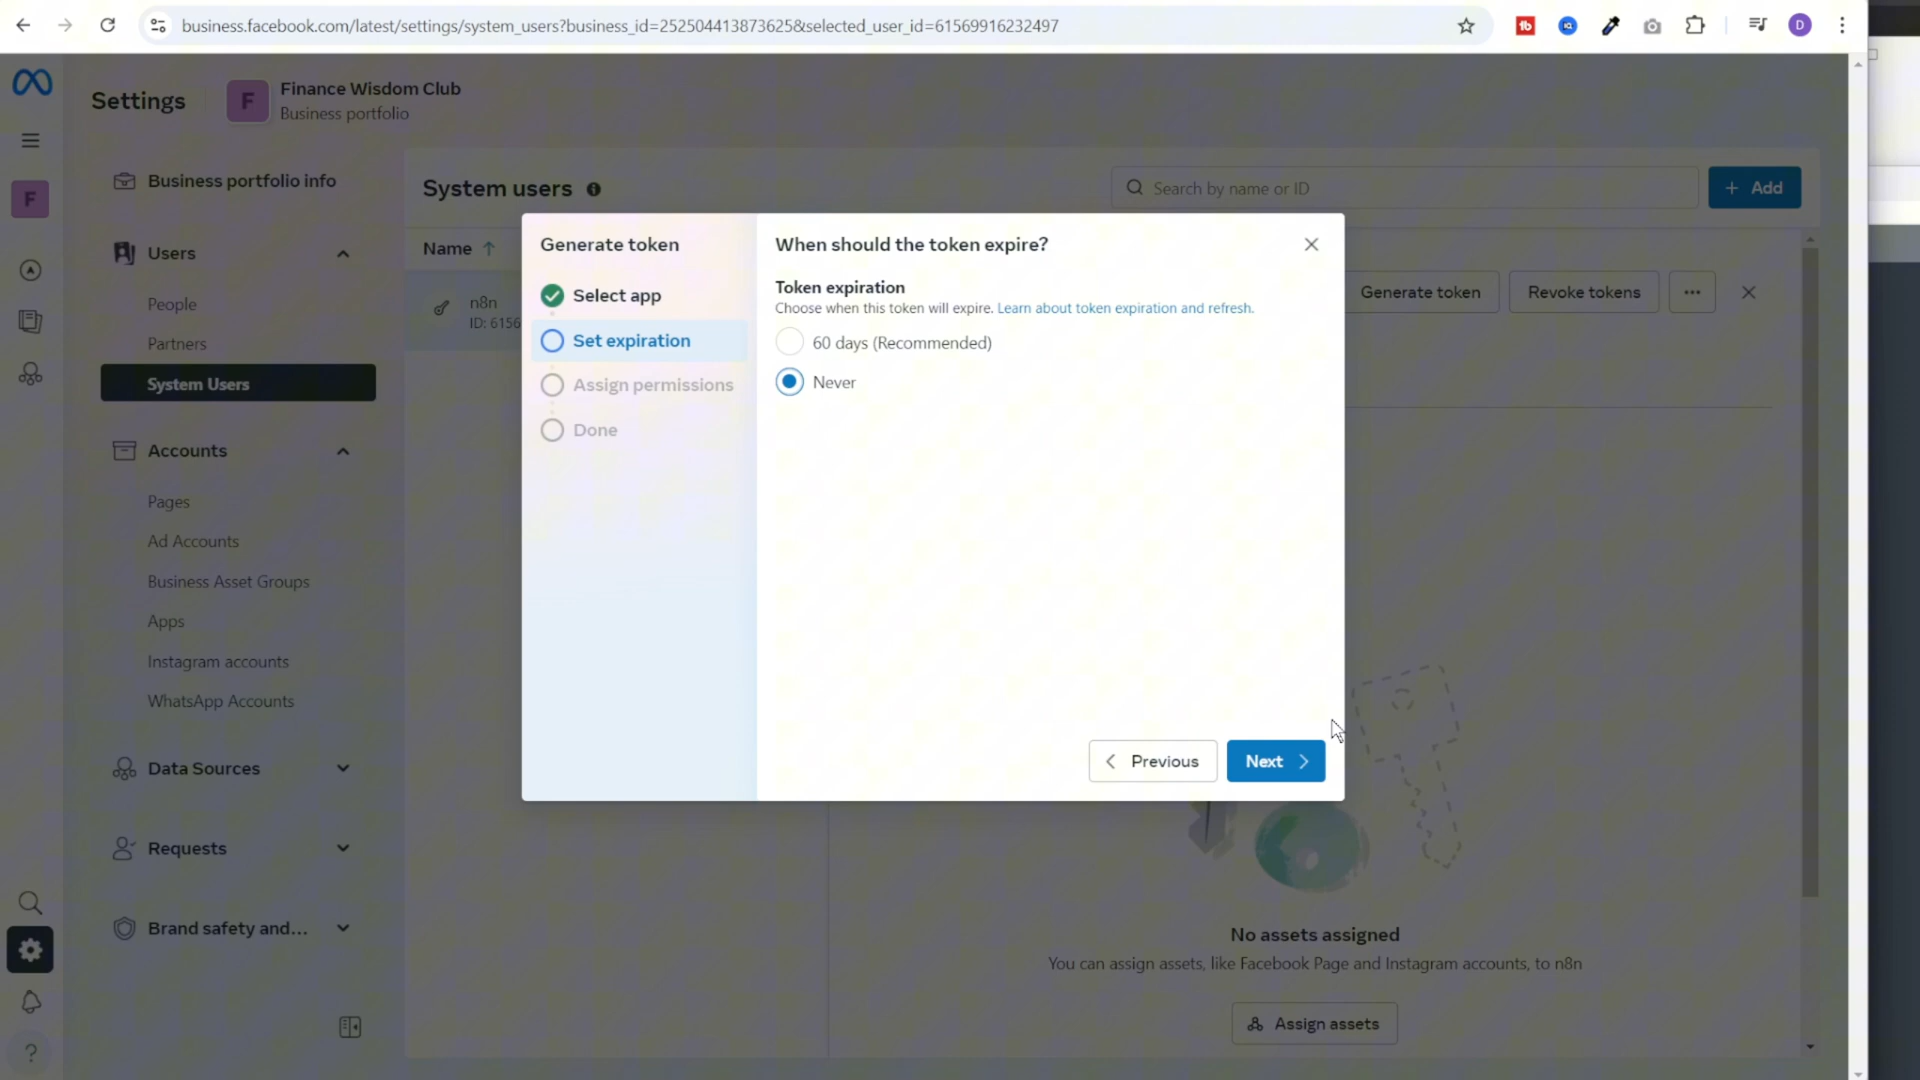 business.facebook.com/latest/settings/system_users?business_id=252504413873625&selected_user_id=61569916232497
D
Settings
F
Finance Wisdom Club
Business portfolio
F
Business portfolio info
Users
People
Partners
System Users
Accounts
Pages
Ad Accounts
Business Asset Groups
Apps
Instagram accounts
WhatsApp Accounts
Data Sources
Requests
Brand safety and...
System users
Search by name or ID
+ Add
Name
n8n
ID: 6156
Generate token
Revoke tokens
Generate token
Select app
Set expiration
Assign permissions
Done
When should the token expire?
Token expiration
Choose when this token will expire. Learn about token expiration and refresh.
60 days (Recommended)
Never
Previous
Next
No assets assigned
You can assign assets, like Facebook Page and Instagram accounts, to n8n
Assign assets